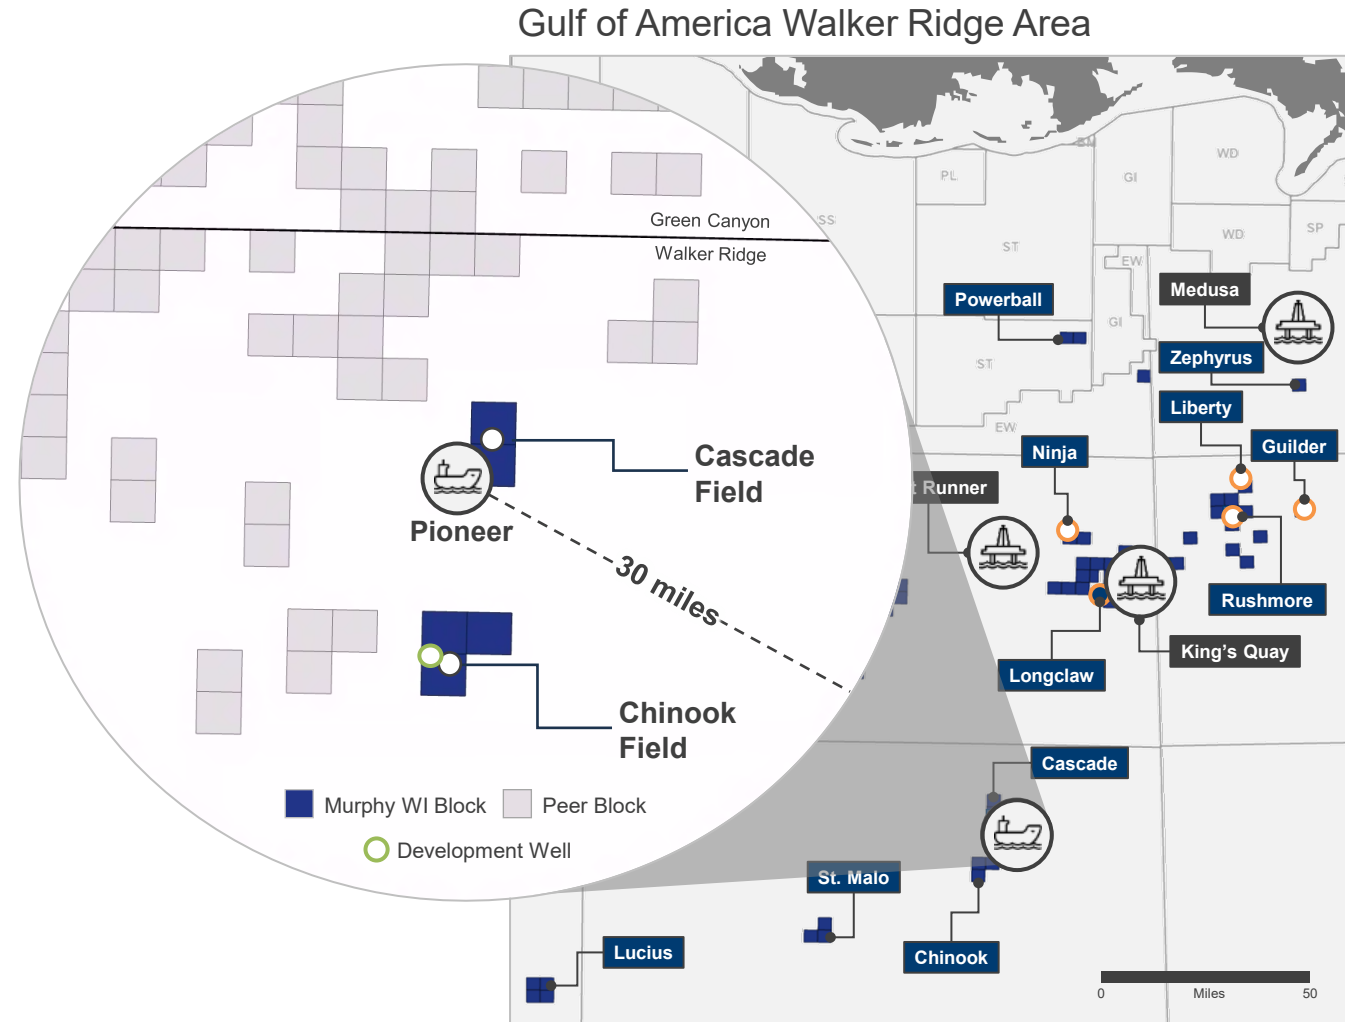 Gulf of America Walker Ridge Area
Green Canyon
Walker Ridge
Cascade
Field
Pioneer
30 miles
Chinook
Field
Murphy WI Block
Peer Block
Development Well
SS
PL
BM
GI
WD
ST
WD
SP
EW
GI
ST
EW
Powerball
Medusa
Zephyrus
Liberty
Guilder
Ninja
Runner
Rushmore
King's Quay
Longclaw
Cascade
St. Malo
Chinook
Lucius
0 Miles 50